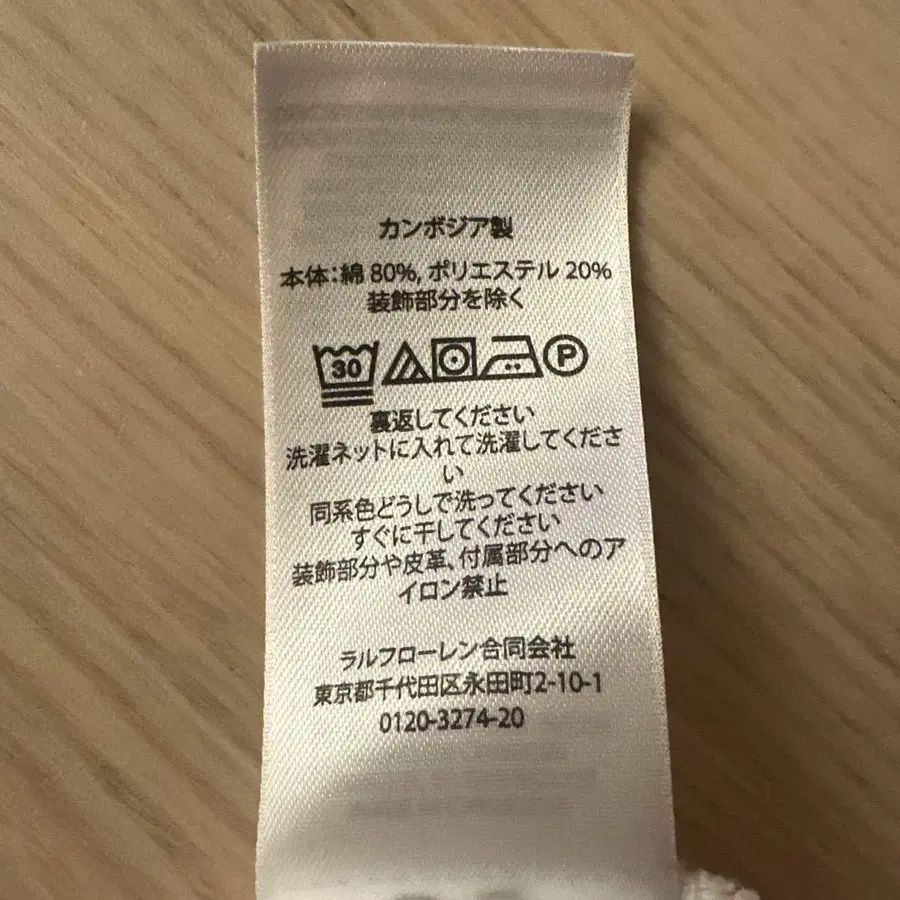 カンボジア製
本体:綿 80%, ポリエステル 20%
装飾部分を除く
30 P
裏返してください
洗濯ネットに入れて洗濯してくださ
い
同系色どうしで洗ってください
すぐに干してください
装飾部分や皮革、付属部分へのア
イロン禁止
ラルフローレン合同会社
東京都千代田区永田町2-10-1
0120-3274-20